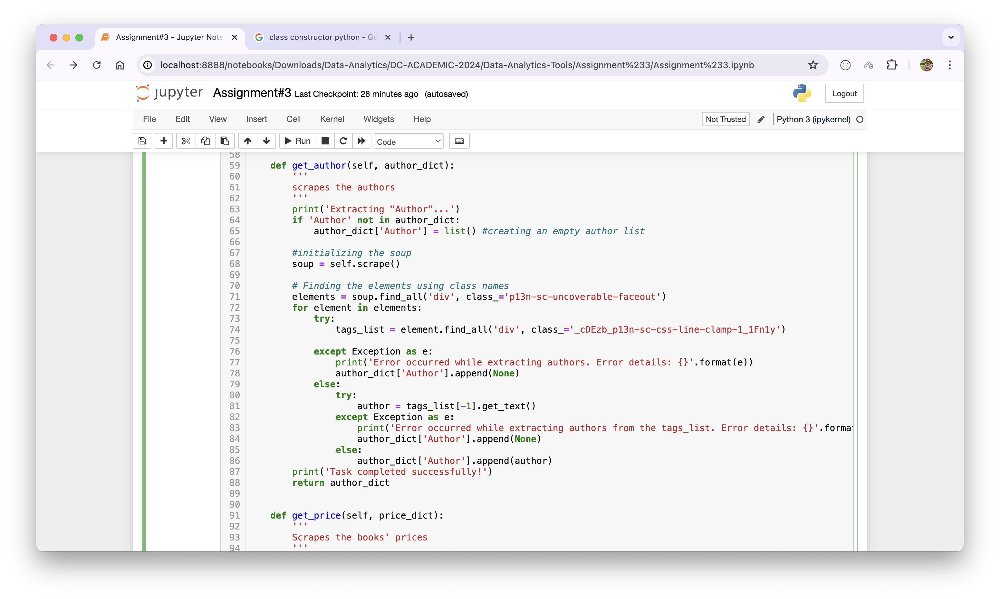 Assignment#3 - Jupyter Note
class constructor python - Go
localhost:8888/notebooks/Downloads/Data-Analytics/DC-ACADEMIC-2024/Data-Analytics-Tools/Assignment%233/Assignment%233.ipynb
jupyter Assignment#3 Last Checkpoint: 28 minutes ago (autosaved)
Logout
File Edit View Insert Cell Kernel Widgets Help
Not Trusted Python 3 (ipykernel)
Run Code
58
59     def get_author(self, author_dict):
60         '''
61         scrapes the authors
62         '''
63         print('Extracting "Author"...')
64         if 'Author' not in author_dict:
65             author_dict['Author'] = list() #creating an empty author list
66
67         #initializing the soup
68         soup = self.scrape()
69
70         # Finding the elements using class names
71         elements = soup.find_all('div', class_='p13n-sc-uncoverable-faceout')
72         for element in elements:
73             try:
74                 tags_list = element.find_all('div', class_='_cDEzb_p13n-sc-css-line-clamp-1_1Fn1y')
75
76             except Exception as e:
77                 print('Error occurred while extracting authors. Error details: {}'.format(e))
78                 author_dict['Author'].append(None)
79             else:
80                 try:
81                     author = tags_list[-1].get_text()
82                 except Exception as e:
83                     print('Error occurred while extracting authors from the tags_list. Error details: {}'.format
84                     author_dict['Author'].append(None)
85                 else:
86                     author_dict['Author'].append(author)
87         print('Task completed successfully!')
88         return author_dict
89
90
91     def get_price(self, price_dict):
92         '''
93         Scrapes the books' prices
94         '''